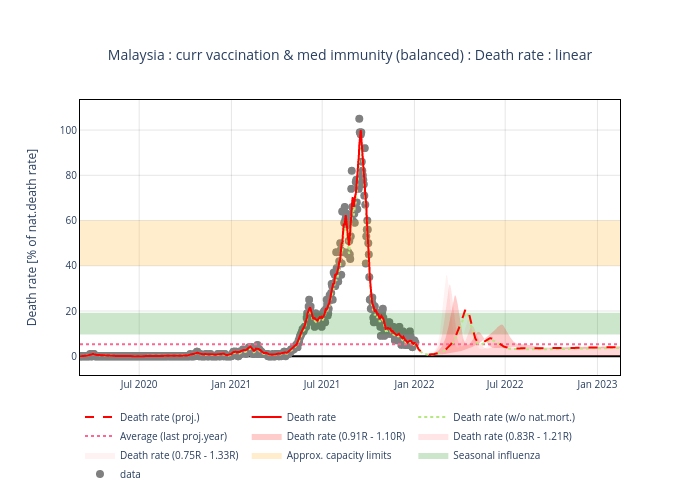 Malaysia : curr vaccination & med immunity (balanced) : Death rate : linear
Death rate [% of nat.death rate]
100
80
60
40
20
0
Jul 2020 Jan 2021 Jul 2021 Jan 2022 Jul 2022 Jan 2023
Death rate (proj.) Death rate Death rate (w/o nat.mort.)
Average (last proj.year) Death rate (0.91R - 1.10R) Death rate (0.83R - 1.21R)
Death rate (0.75R - 1.33R) Approx. capacity limits Seasonal influenza
data